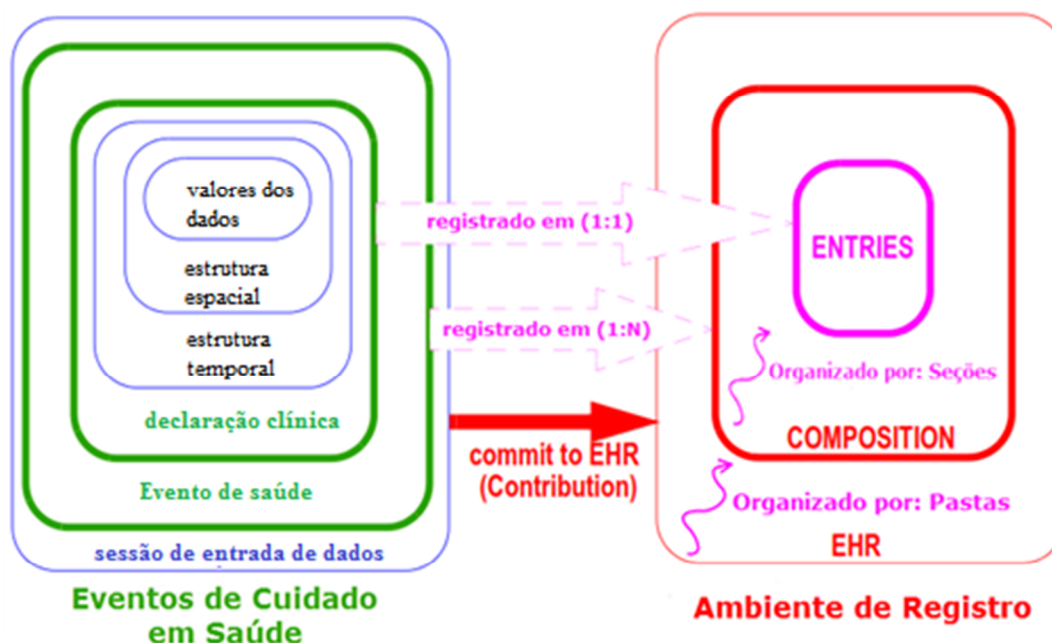 valores dos
dados
estrutura
espacial
estrutura
temporal
declaração clínica
Evento de saúde
sessão de entrada de dados
Eventos de Cuidado
em Saúde
registrado em (1:1)
registrado em (1:N)
commit to EHR
(Contribution)
ENTRIES
Organizado por: Seções
COMPOSITION
Organizado por: Pastas
EHR
Ambiente de Registro